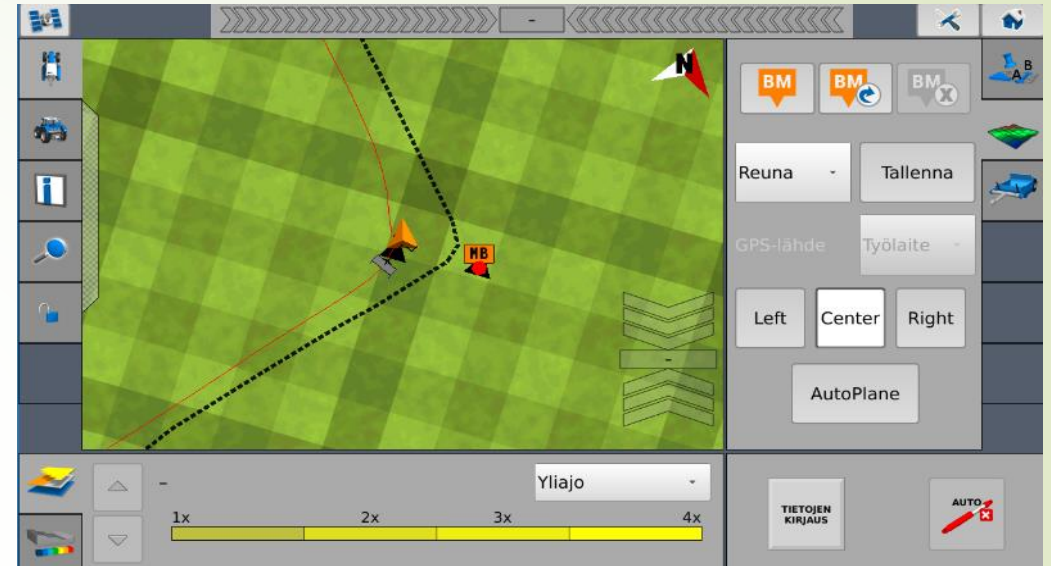 -
N
A B
BM BM BM
Reuna Tallenna
GPS-lähde Työlaite
MB
Left Center Right
-
AutoPlane
- Yliajo
1x 2x 3x 4x
TIETOJEN
KIRJAUS
AUTO